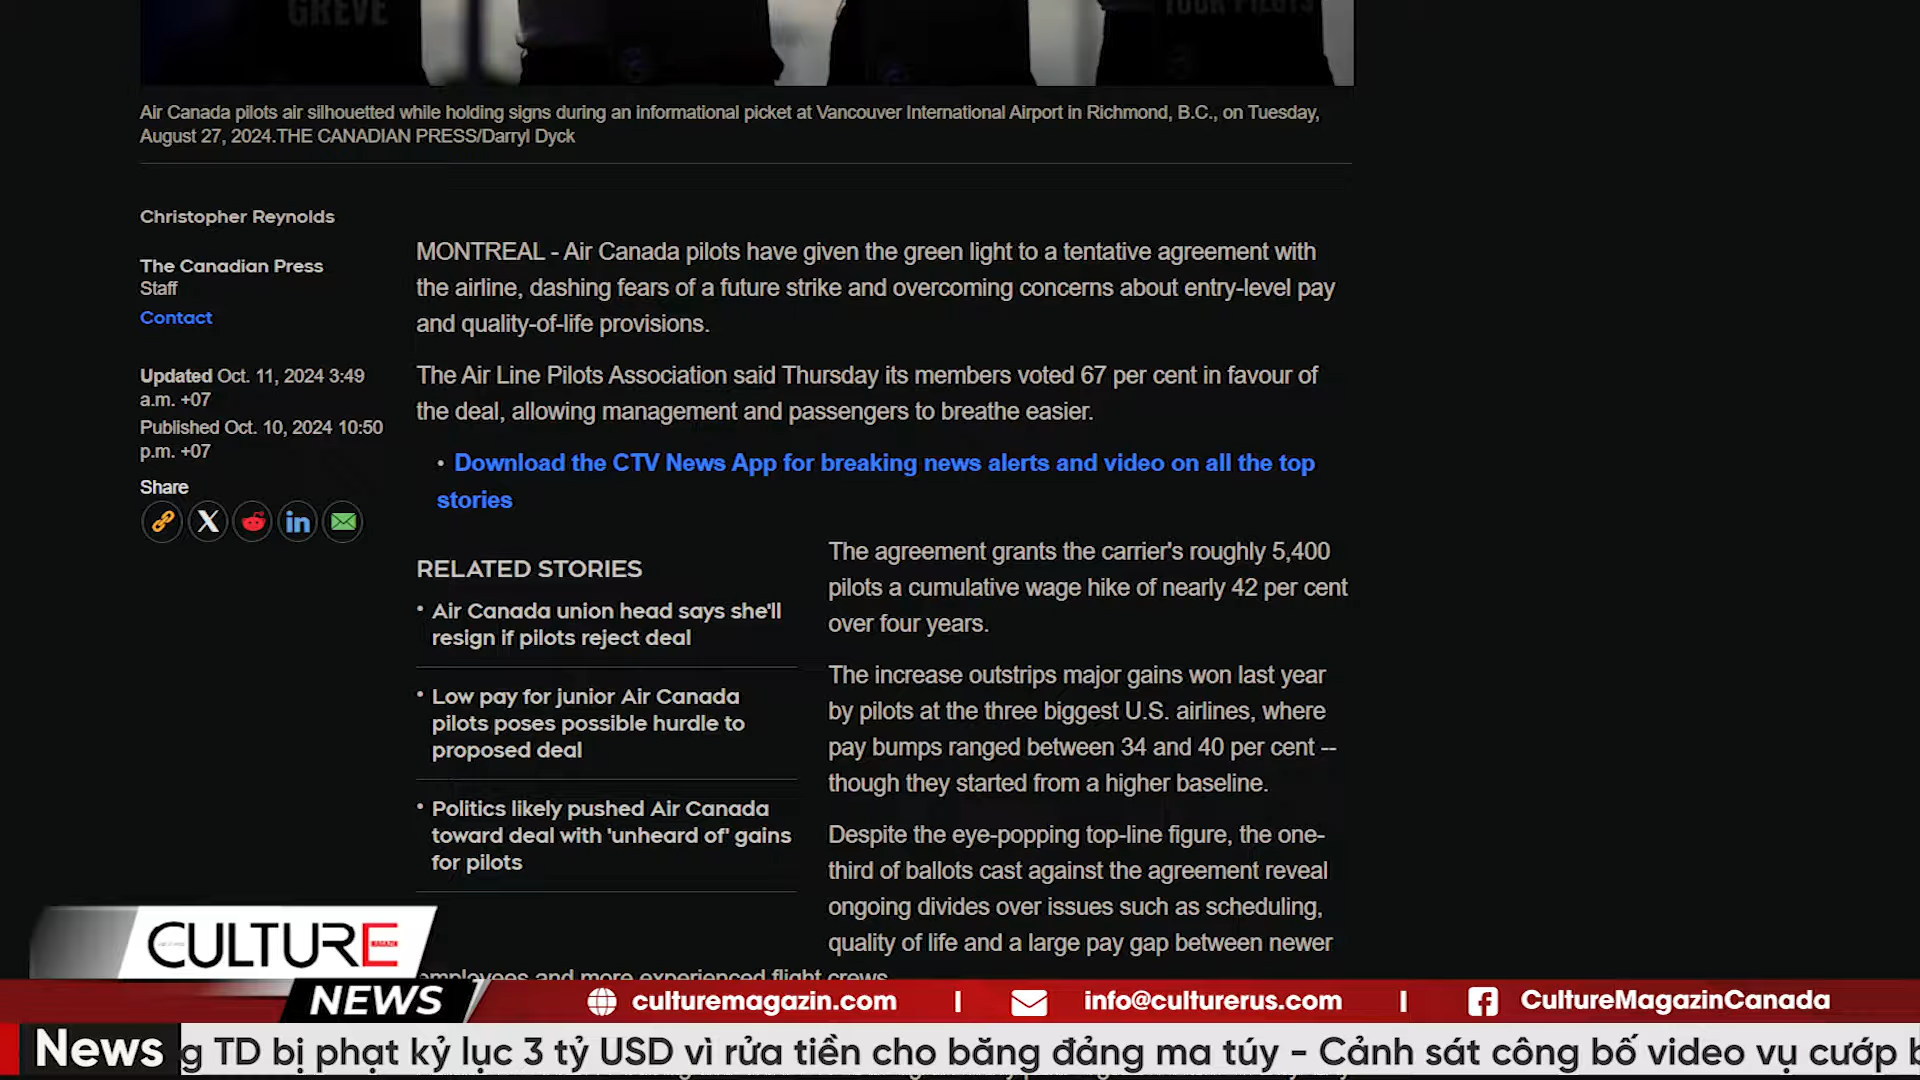 GREVE
YOUR PILOTS
Air Canada pilots air silhouetted while holding signs during an informational picket at Vancouver International Airport in Richmond, B.C., on Tuesday,
August 27, 2024.THE CANADIAN PRESS/Darryl Dyck
Christopher Reynolds
The Canadian Press
Staff
Contact
Updated Oct. 11, 2024 3:49
a.m. +07
Published Oct. 10, 2024 10:50
p.m. +07
Share
MONTREAL - Air Canada pilots have given the green light to a tentative agreement with
the airline, dashing fears of a future strike and overcoming concerns about entry-level pay
and quality-of-life provisions.
The Air Line Pilots Association said Thursday its members voted 67 per cent in favour of
the deal, allowing management and passengers to breathe easier.
• Download the CTV News App for breaking news alerts and video on all the top
stories
RELATED STORIES
• Air Canada union head says she'll
resign if pilots reject deal
• Low pay for junior Air Canada
pilots poses possible hurdle to
proposed deal
• Politics likely pushed Air Canada
toward deal with 'unheard of' gains
for pilots
The agreement grants the carrier's roughly 5,400
pilots a cumulative wage hike of nearly 42 per cent
over four years.
The increase outstrips major gains won last year
by pilots at the three biggest U.S. airlines, where
pay bumps ranged between 34 and 40 per cent --
though they started from a higher baseline.
Despite the eye-popping top-line figure, the one-
third of ballots cast against the agreement reveal
ongoing divides over issues such as scheduling,
quality of life and a large pay gap between newer
employees and more experienced flight crews
CULTURE
MAGAZIN
NEWS
culturemagazin.com | info@culturerus.com | CultureMagazinCanada
News
g TD bị phạt kỷ lục 3 tỷ USD vì rửa tiền cho băng đảng ma túy - Cảnh sát công bố video vụ cướp b